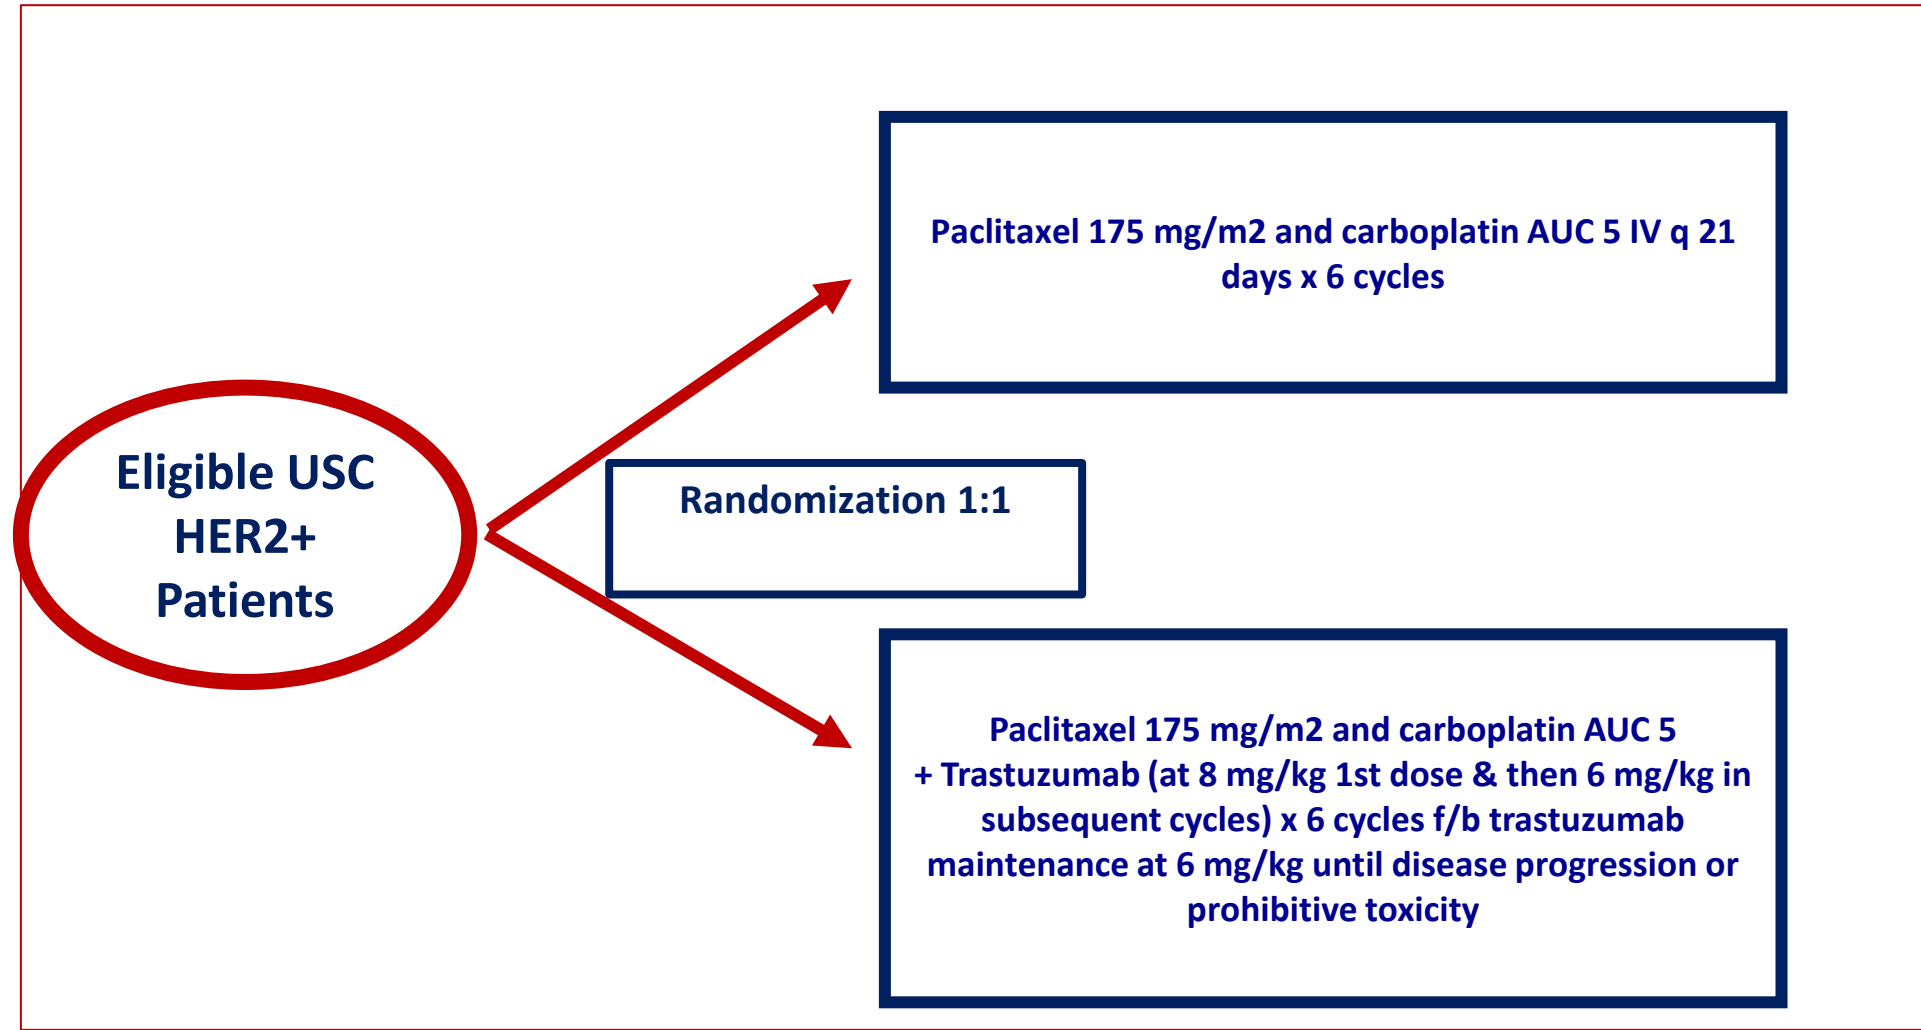 Paclitaxel 175 mg/m2 and carboplatin AUC 5 IV q 21
days x 6 cycles
Eligible USC
HER2+
Patients
Randomization 1:1
Paclitaxel 175 mg/m2 and carboplatin AUC 5
+ Trastuzumab (at 8 mg/kg 1st dose & then 6 mg/kg in
subsequent cycles) x 6 cycles f/b trastuzumab
maintenance at 6 mg/kg until disease progression or
prohibitive toxicity